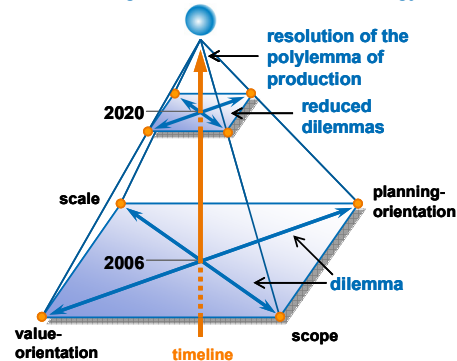 resolution of the
polylemma of
production
2020
reduced
dilemmas
scale
planning-
orientation
2006
dilemma
value-
orientation
scope
timeline